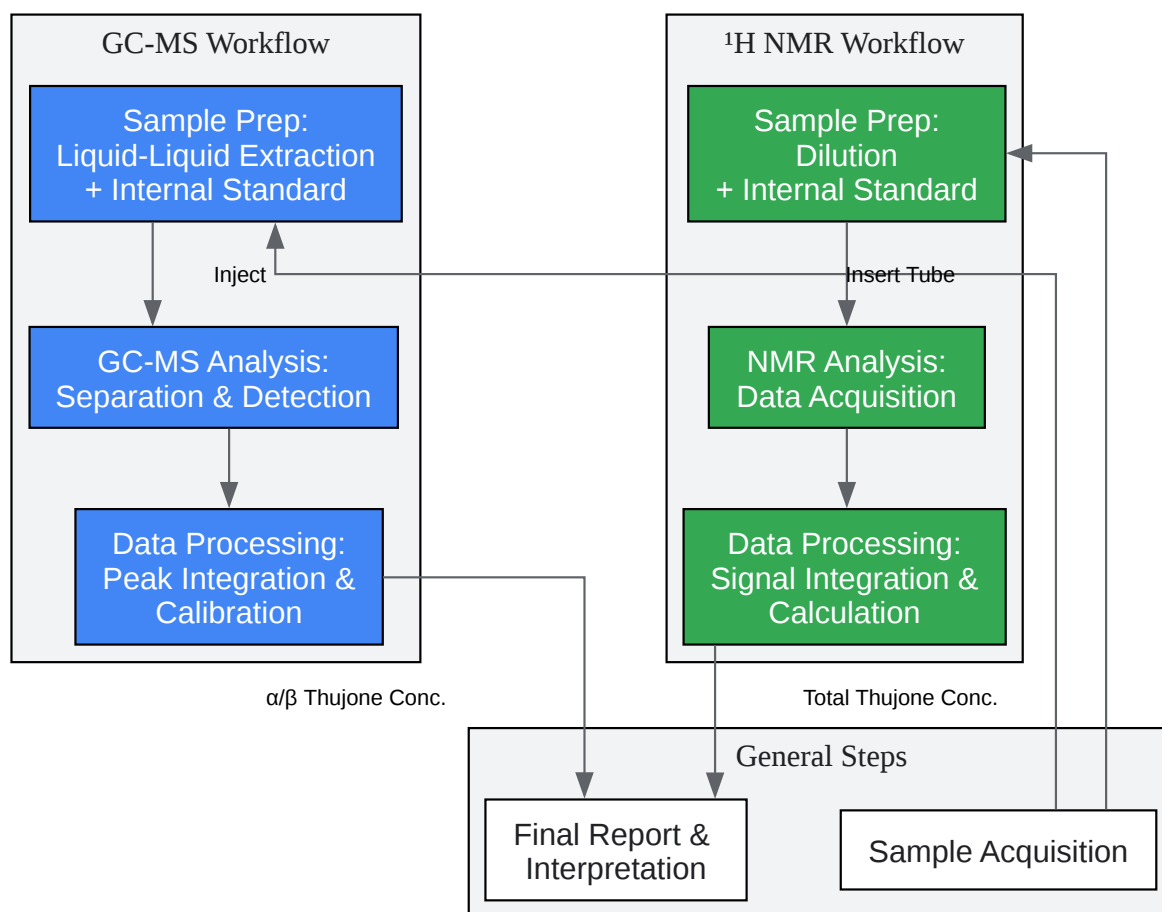 GC-MS Workflow
Sample Prep:
Liquid-Liquid Extraction
+ Internal Standard
Inject
GC-MS Analysis:
Separation & Detection
Data Processing:
Peak Integration &
Calibration
α/β Thujone Conc.
¹H NMR Workflow
Sample Prep:
Dilution
+ Internal Standard
Insert Tube
NMR Analysis:
Data Acquisition
Data Processing:
Signal Integration &
Calculation
Total Thujone Conc.
General Steps
Final Report &
Interpretation
Sample Acquisition